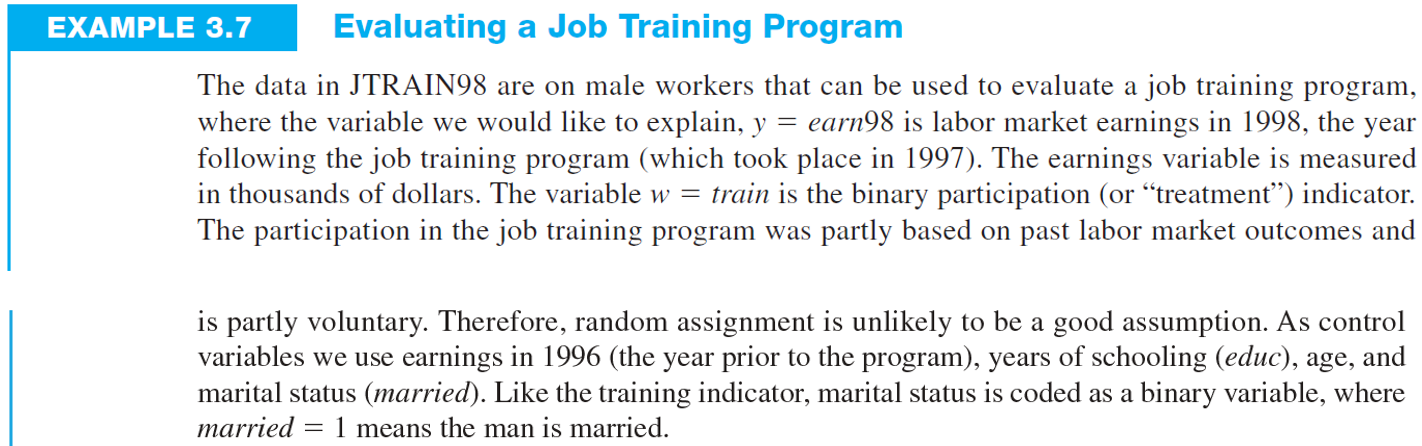 EXAMPLE 3.7 Evaluating a Job Training Program
The data in JTRAIN98 are on male workers that can be used to evaluate a job training program,
where the variable we would like to explain, y = earn98 is labor market earnings in 1998, the year
following the job training program (which took place in 1997). The earnings variable is measured
in thousands of dollars. The variable w = train is the binary participation (or “treatment”) indicator.
The participation in the job training program was partly based on past labor market outcomes and
is partly voluntary. Therefore, random assignment is unlikely to be a good assumption. As control
variables we use earnings in 1996 (the year prior to the program), years of schooling (educ), age, and
marital status (married). Like the training indicator, marital status is coded as a binary variable, where
married = 1 means the man is married.